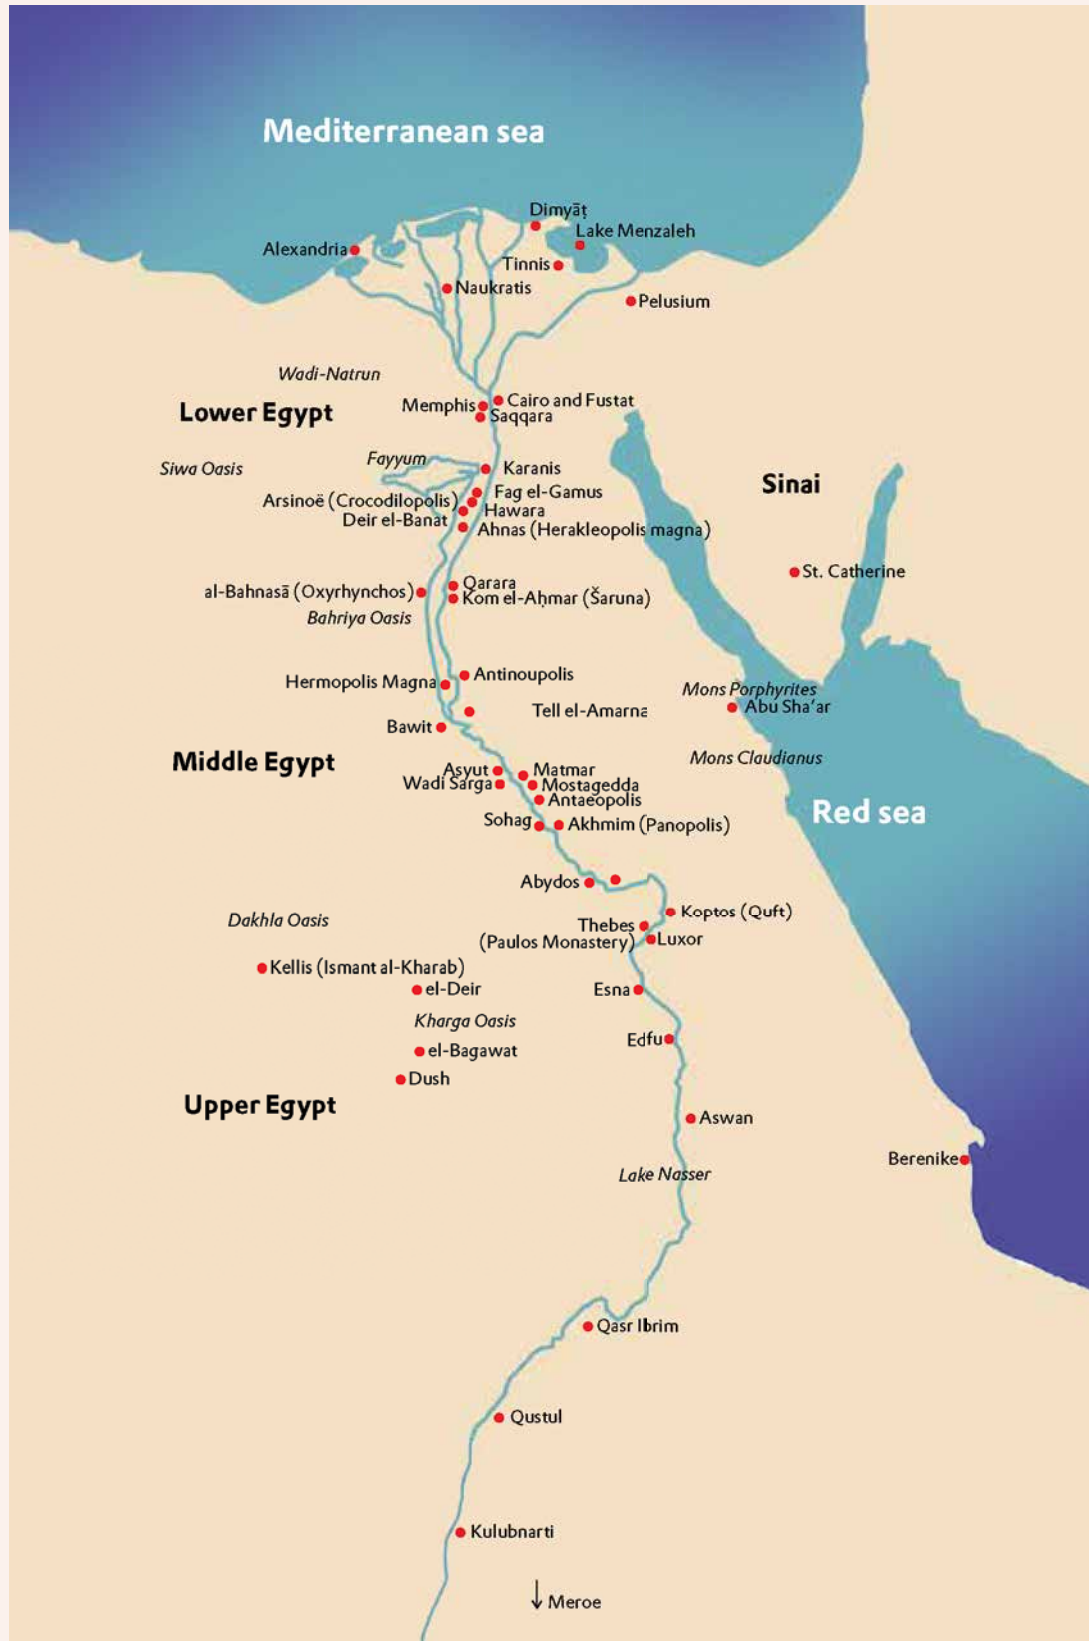 Mediterranean sea
Dimyāṭ
Lake Menzaleh
Alexandria
Tinnis
Naukratis
Pelusium
Wadi-Natrun
Lower Egypt
Cairo and Fustat
Memphis
Saqqara
Siwa Oasis
Fayyum
Karanis
Sinai
Fag el-Gamus
Arsinoë (Crocodilopolis)
Hawara
Deir el-Banat
Ahnas (Herakleopolis magna)
St. Catherine
Qarara
al-Bahnasā (Oxyrhynchos)
Kom el-Aḥmar (Šaruna)
Bahriya Oasis
Antinoupolis
Hermopolis Magna
Mons Porphyrites
Abu Sha'ar
Tell el-Amarna
Bawit
Middle Egypt
Mons Claudianus
Asyut
Matmar
Wadi Sarga
Mostagedda
Antaeopolis
Red sea
Sohag
Akhmim (Panopolis)
Abydos
Koptos (Quft)
Dakhla Oasis
Thebes
(Paulos Monastery)
Luxor
Kellis (Ismant al-Kharab)
el-Deir
Esna
Kharga Oasis
Edfu
el-Bagawat
Dush
Upper Egypt
Aswan
Berenike
Lake Nasser
Qasr Ibrim
Qustul
Kulubnarti
Meroe